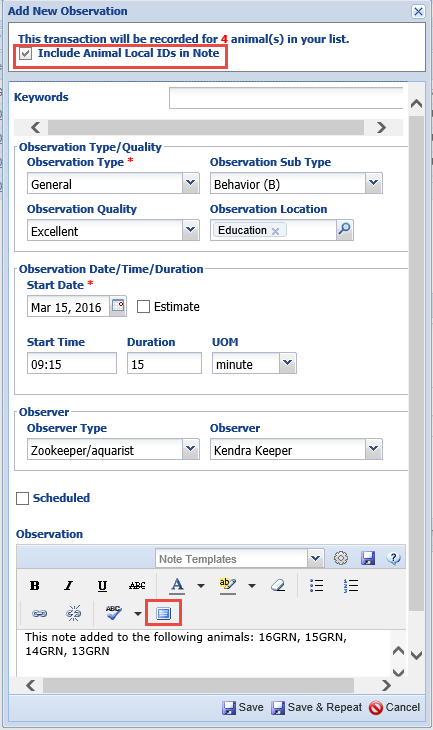 Add New Observation
This transaction will be recorded for 4 animal(s) in your list.
Include Animal Local IDs in Note
Keywords
Observation Type/Quality
Observation Type * Observation Sub Type
General Behavior (B)
Observation Quality Observation Location
Excellent Education
Observation Date/Time/Duration
Start Date *
Mar 15, 2016 Estimate
Start Time Duration UOM
09:15 15 minute
Observer
Observer Type Observer
Zookeeper/aquarist Kendra Keeper
Scheduled
Observation
Note Templates
B I U ABC A ab
ABC
This note added to the following animals: 16GRN, 15GRN,
14GRN, 13GRN
Save Save & Repeat Cancel